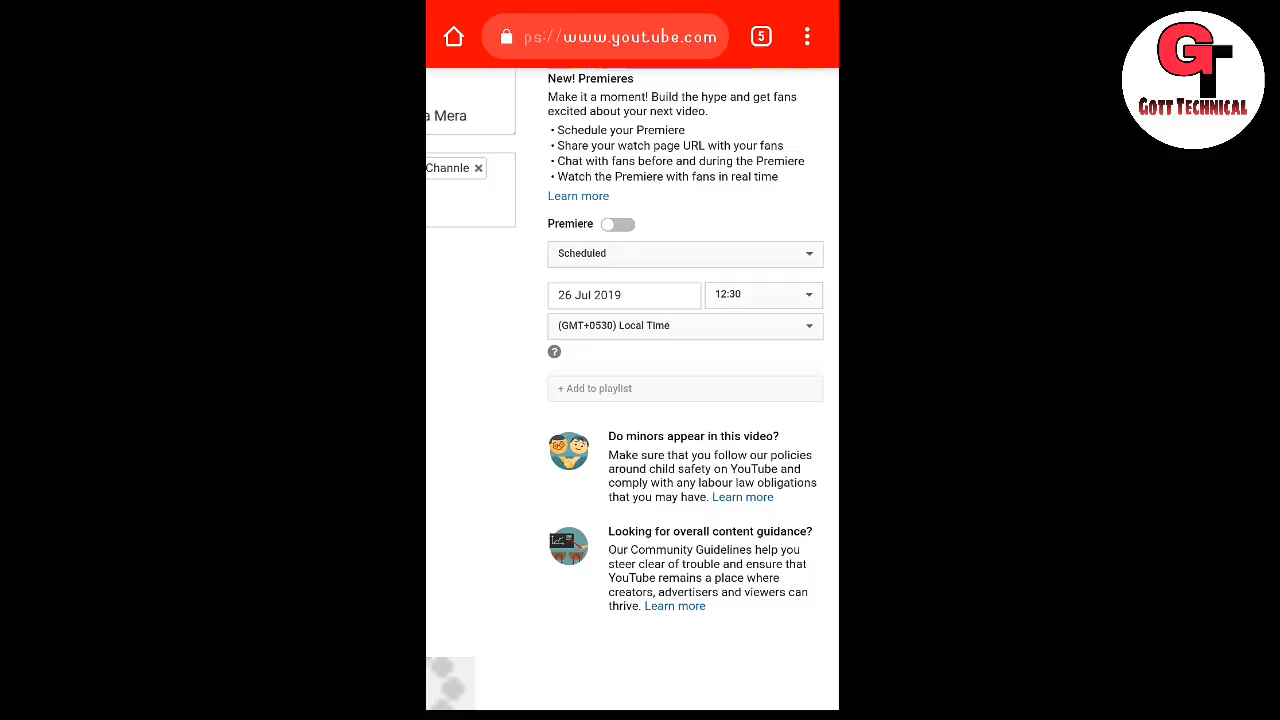 ps://www.youtube.com
5
GT
GOTT TECHNICAL
a Mera
Channle ×
New! Premieres
Make it a moment! Build the hype and get fans
excited about your next video.
• Schedule your Premiere
• Share your watch page URL with your fans
• Chat with fans before and during the Premiere
• Watch the Premiere with fans in real time
Learn more
Premiere
Scheduled
26 Jul 2019
12:30
(GMT+0530) Local Time
?
+ Add to playlist
Do minors appear in this video?
Make sure that you follow our policies
around child safety on YouTube and
comply with any labour law obligations
that you may have. Learn more
Looking for overall content guidance?
Our Community Guidelines help you
steer clear of trouble and ensure that
YouTube remains a place where
creators, advertisers and viewers can
thrive. Learn more